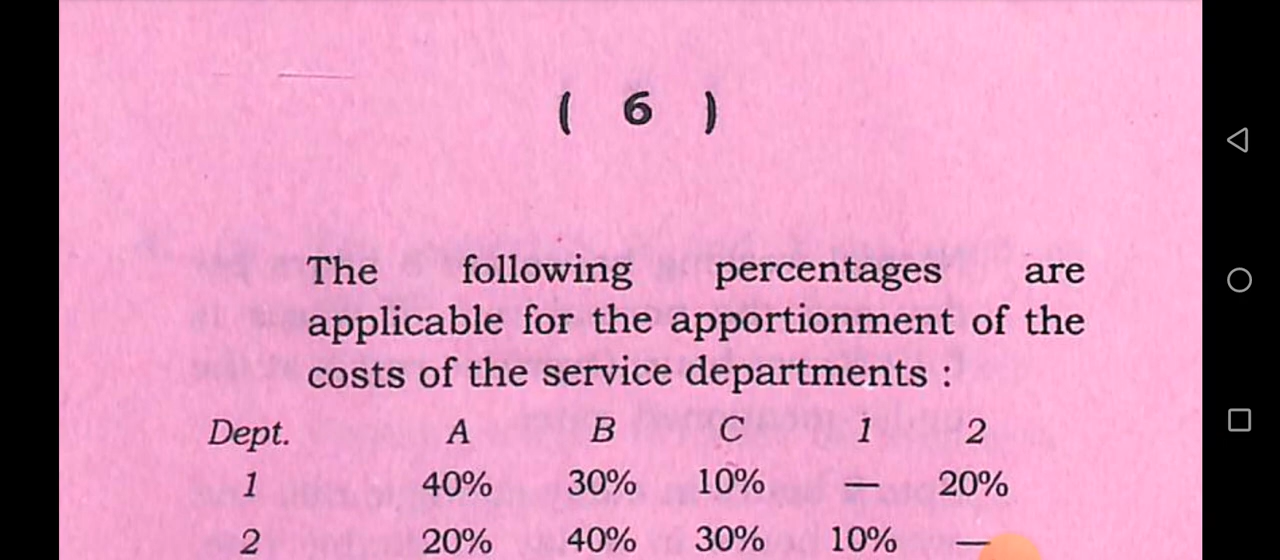 ( 6 )
The following percentages are
applicable for the apportionment of the
costs of the service departments :
Dept. A B C 1 2
1 40% 30% 10% — 20%
2 20% 40% 30% 10% —